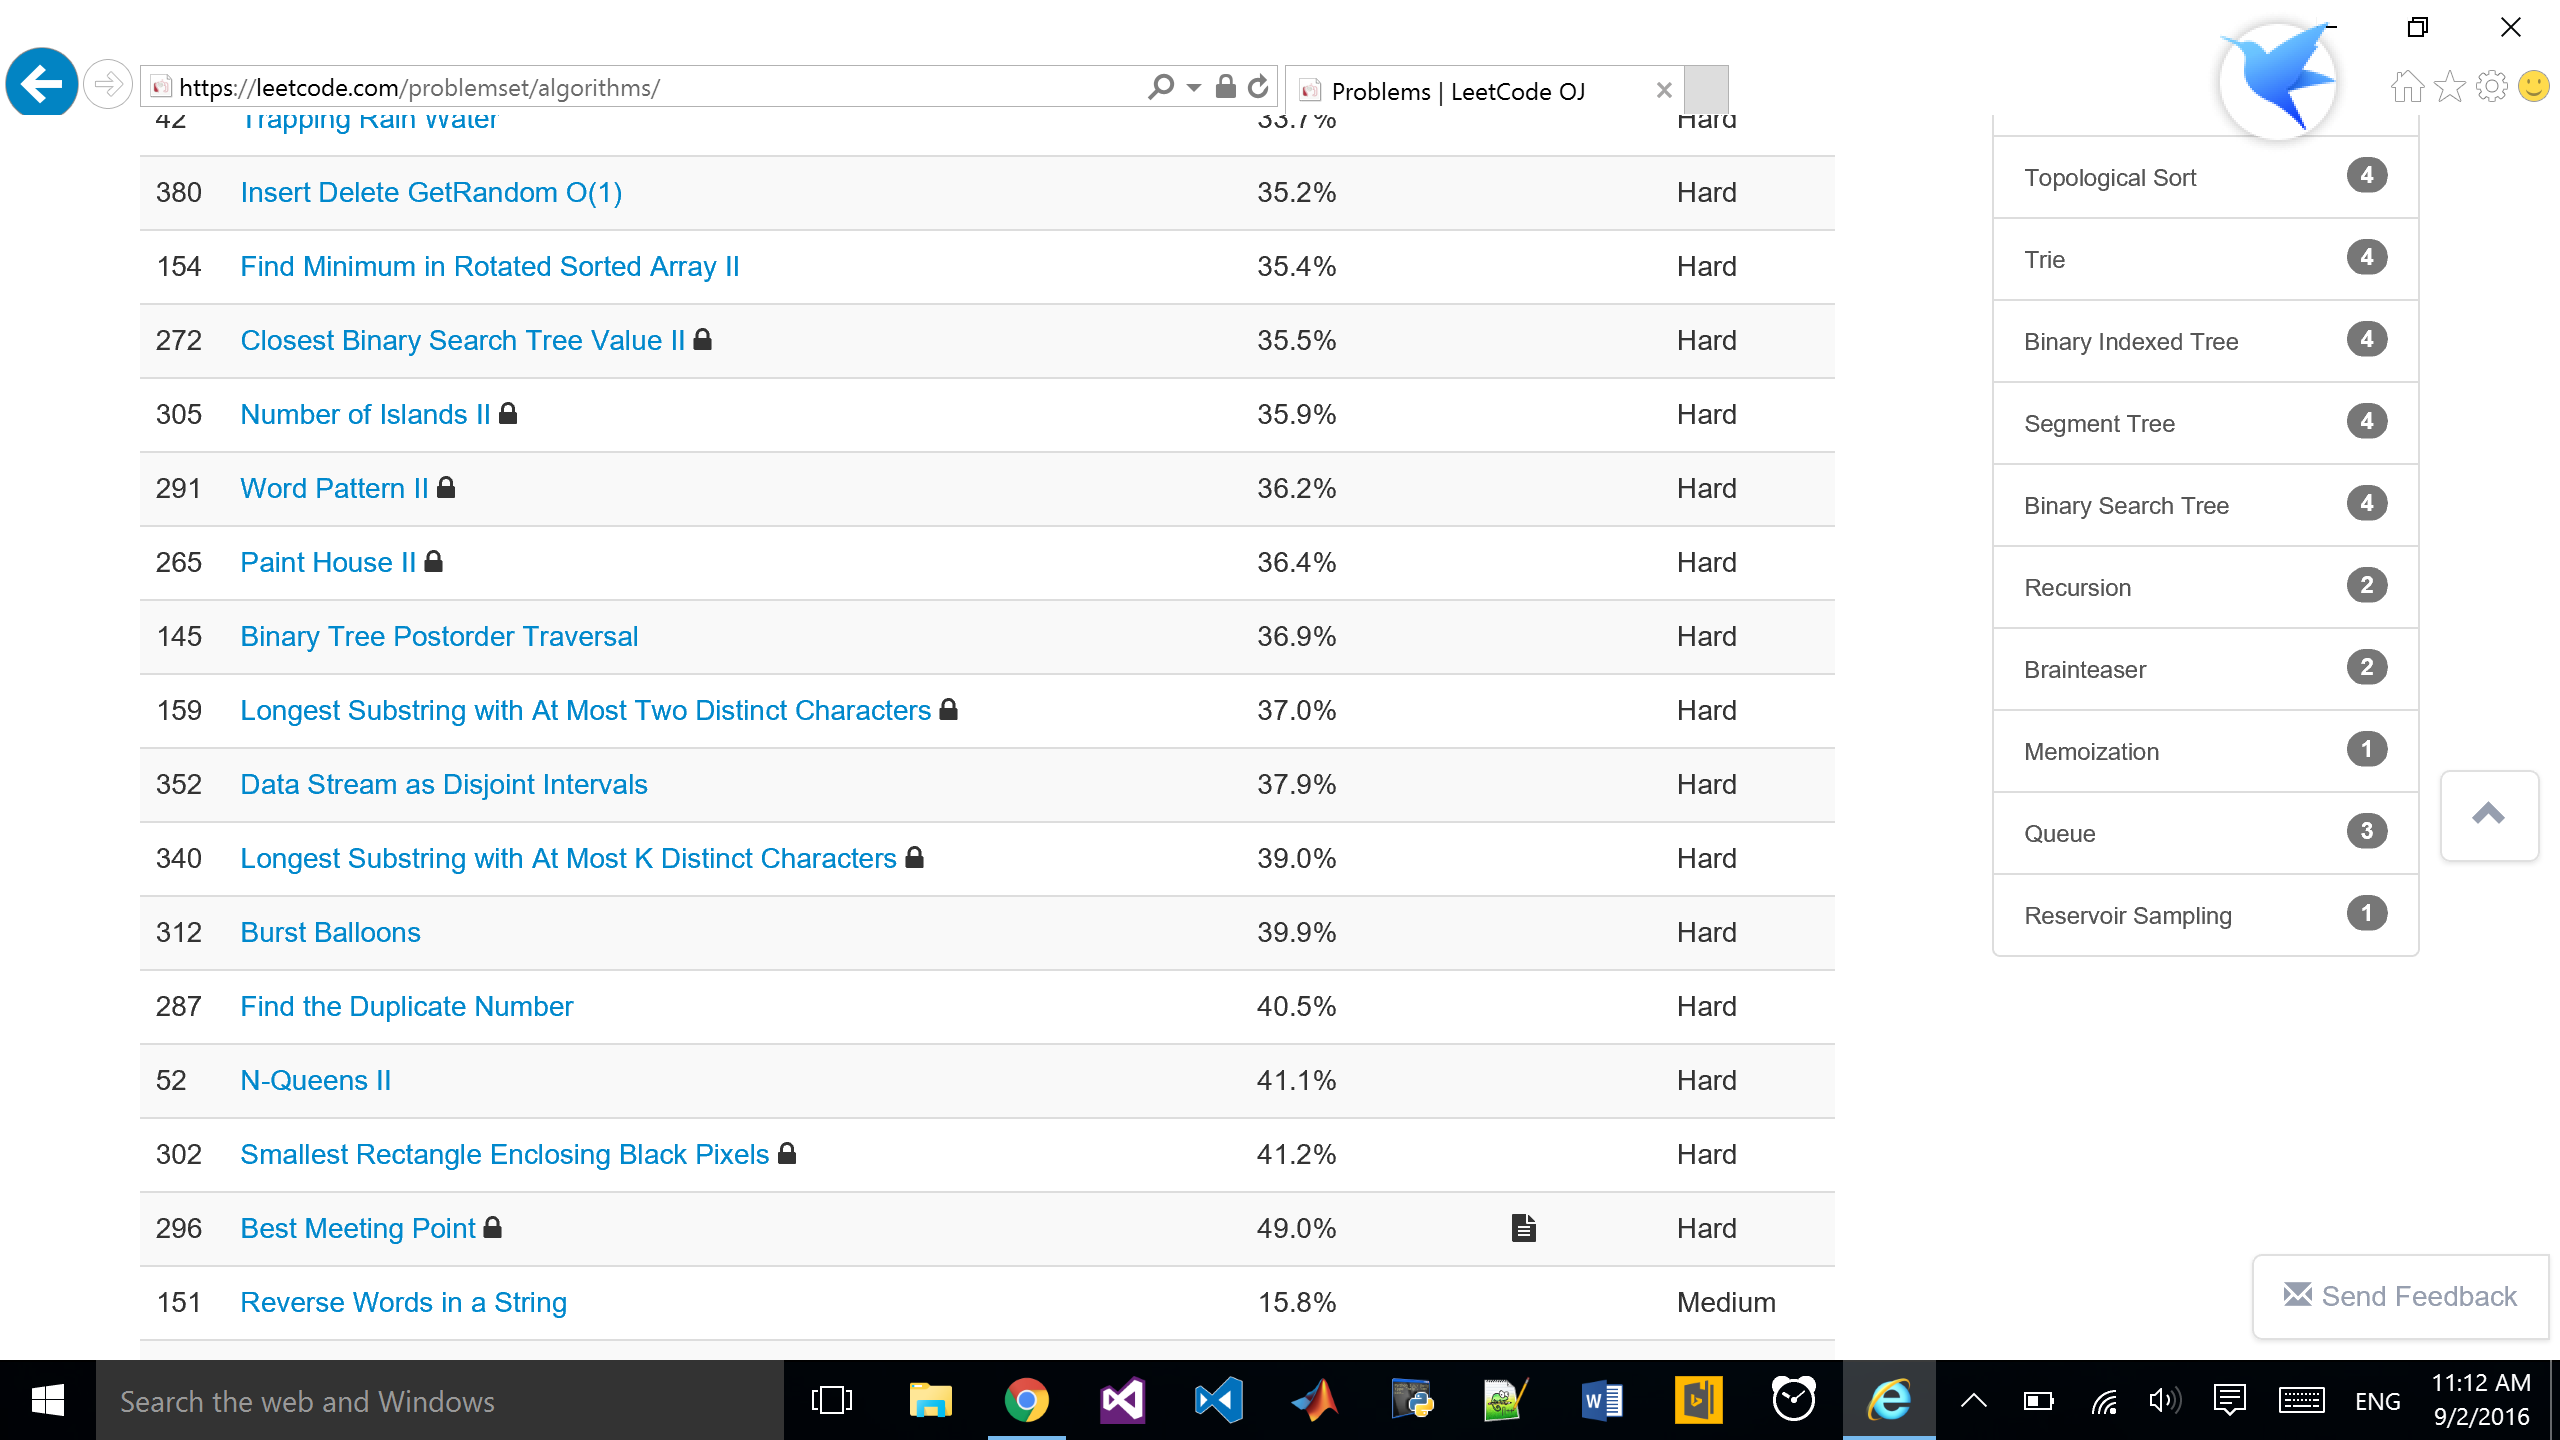 https://leetcode.com/problemset/algorithms/
Problems | LeetCode OJ
42 Trapping Rain Water 33.7% Hard
380 Insert Delete GetRandom O(1) 35.2% Hard
154 Find Minimum in Rotated Sorted Array II 35.4% Hard
272 Closest Binary Search Tree Value II 35.5% Hard
305 Number of Islands II 35.9% Hard
291 Word Pattern II 36.2% Hard
265 Paint House II 36.4% Hard
145 Binary Tree Postorder Traversal 36.9% Hard
159 Longest Substring with At Most Two Distinct Characters 37.0% Hard
352 Data Stream as Disjoint Intervals 37.9% Hard
340 Longest Substring with At Most K Distinct Characters 39.0% Hard
312 Burst Balloons 39.9% Hard
287 Find the Duplicate Number 40.5% Hard
52 N-Queens II 41.1% Hard
302 Smallest Rectangle Enclosing Black Pixels 41.2% Hard
296 Best Meeting Point 49.0% Hard
151 Reverse Words in a String 15.8% Medium
Topological Sort 4
Trie 4
Binary Indexed Tree 4
Segment Tree 4
Binary Search Tree 4
Recursion 2
Brainteaser 2
Memoization 1
Queue 3
Reservoir Sampling 1
Send Feedback
Search the web and Windows
ENG
11:12 AM
9/2/2016